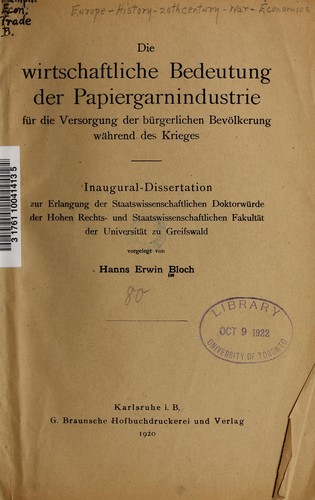 Econ.
Trade
B.
Europe - History - 20th century - War - Economics
Die
wirtschaftliche Bedeutung
der Papiergarnindustrie
für die Versorgung der bürgerlichen Bevölkerung
während des Krieges
Inaugural-Dissertation
zur Erlangung der Staatswissenschaftlichen Doktorwürde
der Hohen Rechts- und Staatswissenschaftlichen Fakultät
der Universität zu Greifswald
vorgelegt von
Hanns Erwin Bloch
80
LIBRARY
OCT 9 1922
UNIVERSITY OF TORONTO
3 1761 10041413 5
Karlsruhe i. B.
G. Braunsche Hofbuchdruckerei und Verlag
1920